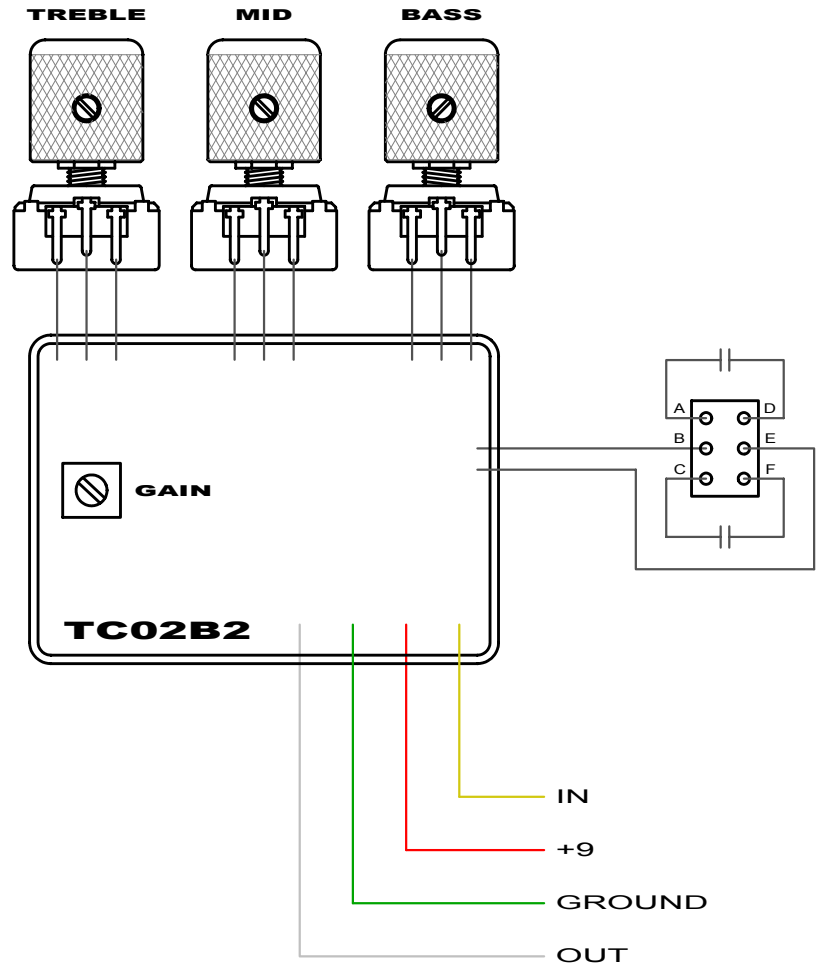 TREBLE MID BASS
A D
B E
C F
GAIN
TC02B2
IN
+9
GROUND
OUT